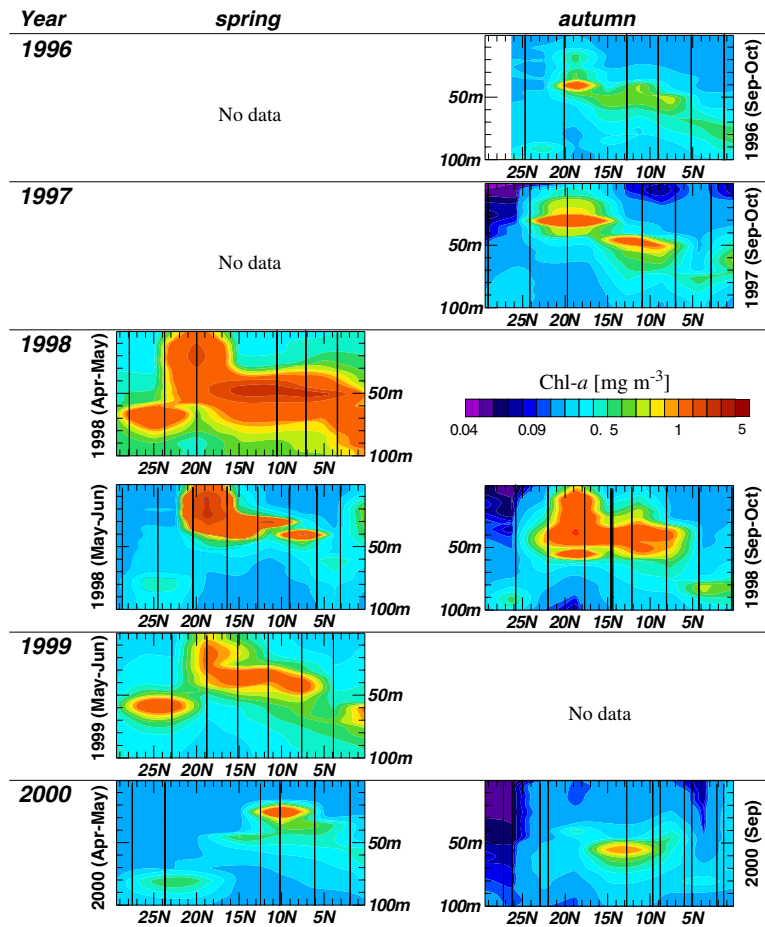 Year spring autumn
1996
No data
50m
100m
25N 20N 15N 10N 5N
1996 (Sep-Oct)
1997
No data
50m
100m
25N 20N 15N 10N 5N
1997 (Sep-Oct)
1998
1998 (Apr-May)
50m
100m
25N 20N 15N 10N 5N
Chl-a [mg m-3]
0.04 0.09 0. 5 1 5
1998 (May-Jun)
50m
100m
25N 20N 15N 10N 5N
50m
100m
25N 20N 15N 10N 5N
1998 (Sep-Oct)
1999
1999 (May-Jun)
50m
100m
25N 20N 15N 10N 5N
No data
2000
2000 (Apr-May)
50m
100m
25N 20N 15N 10N 5N
50m
100m
25N 20N 15N 10N 5N
2000 (Sep)